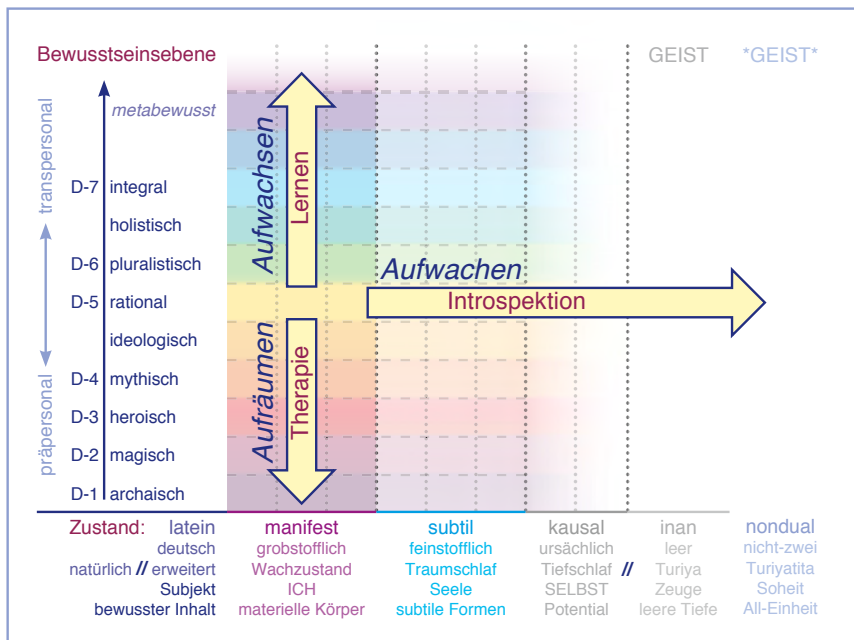 Bewusstseinsebene GEIST *GEIST*
metabewusst
transpersonal
präpersonal
D-7 integral
holistisch
D-6 pluralistisch
D-5 rational
ideologisch
D-4 mythisch
D-3 heroisch
D-2 magisch
D-1 archaisch
Aufwachsen
Lernen
Aufwachen
Introspektion
Aufräumen
Therapie
Zustand: latein manifest subtil kausal inan nondual
deutsch grobstofflich feinstofflich ursächlich leer nicht-zwei
natürlich // erweitert Wachzustand Traumschlaf Tiefschlaf // Turiya Turiyatita
Subjekt ICH Seele SELBST Zeuge Soheit
bewusster Inhalt materielle Körper subtile Formen Potential leere Tiefe All-Einheit